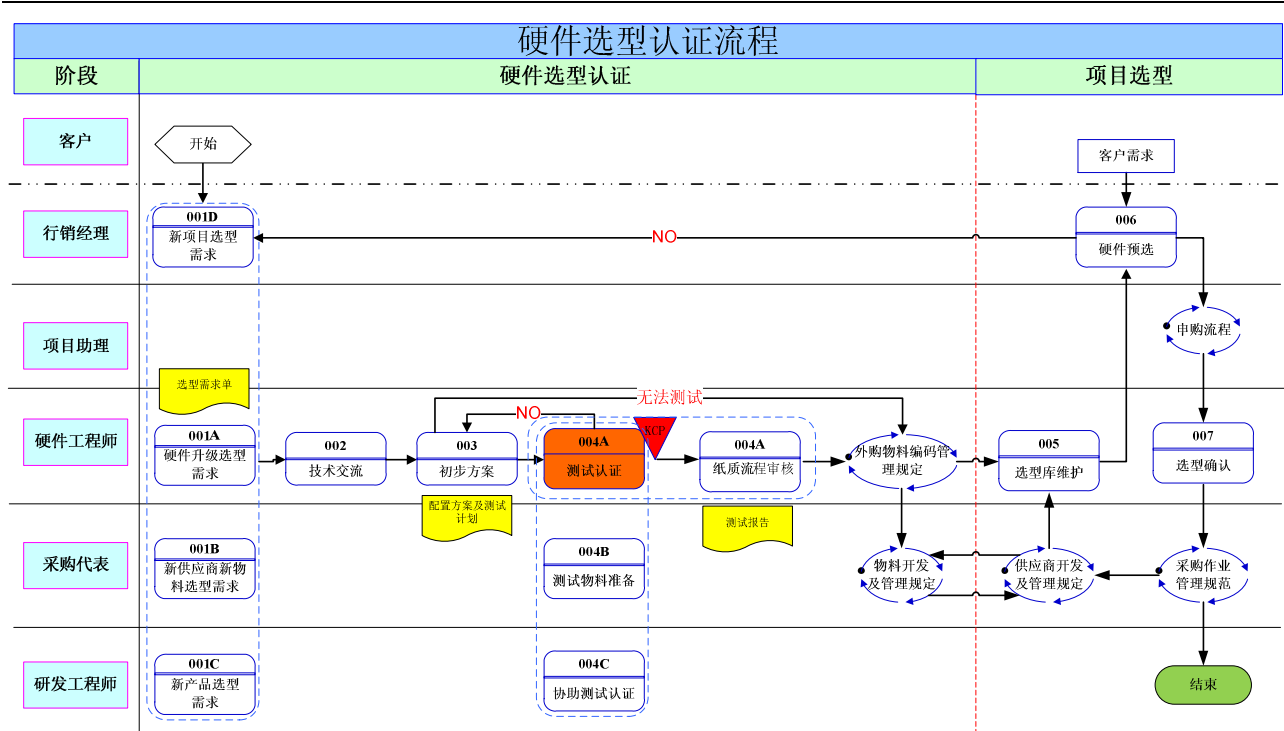 硬件选型认证流程
阶段
硬件选型认证
项目选型
客户
开始
客户需求
行销经理
001D
新项目选型
需求
NO
006
硬件预选
项目助理
申购流程
选型需求单
无法测试
硬件工程师
001A
硬件升级选型
需求
002
技术交流
NO
003
初步方案
004A
测试认证
KCP
004A
纸质流程审核
外购物料编码管
理规定
005
选型库维护
007
选型确认
配置方案及测试
计划
测试报告
采购代表
001B
新供应商新物
料选型需求
004B
测试物料准备
物料开发
及管理规定
供应商开发
及管理规定
采购作业
管理规范
研发工程师
001C
新产品选型
需求
004C
协助测试认证
结束